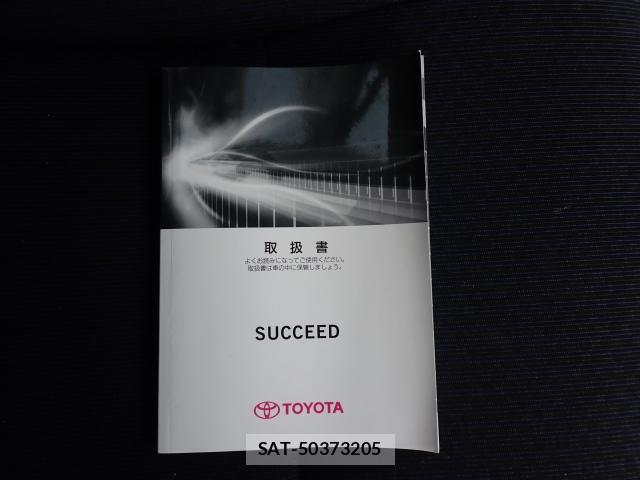 取扱書
よくお読みになってご使用ください。
取扱書は車の中に保管しましょう。
SUCCEED
TOYOTA
SAT-50373205